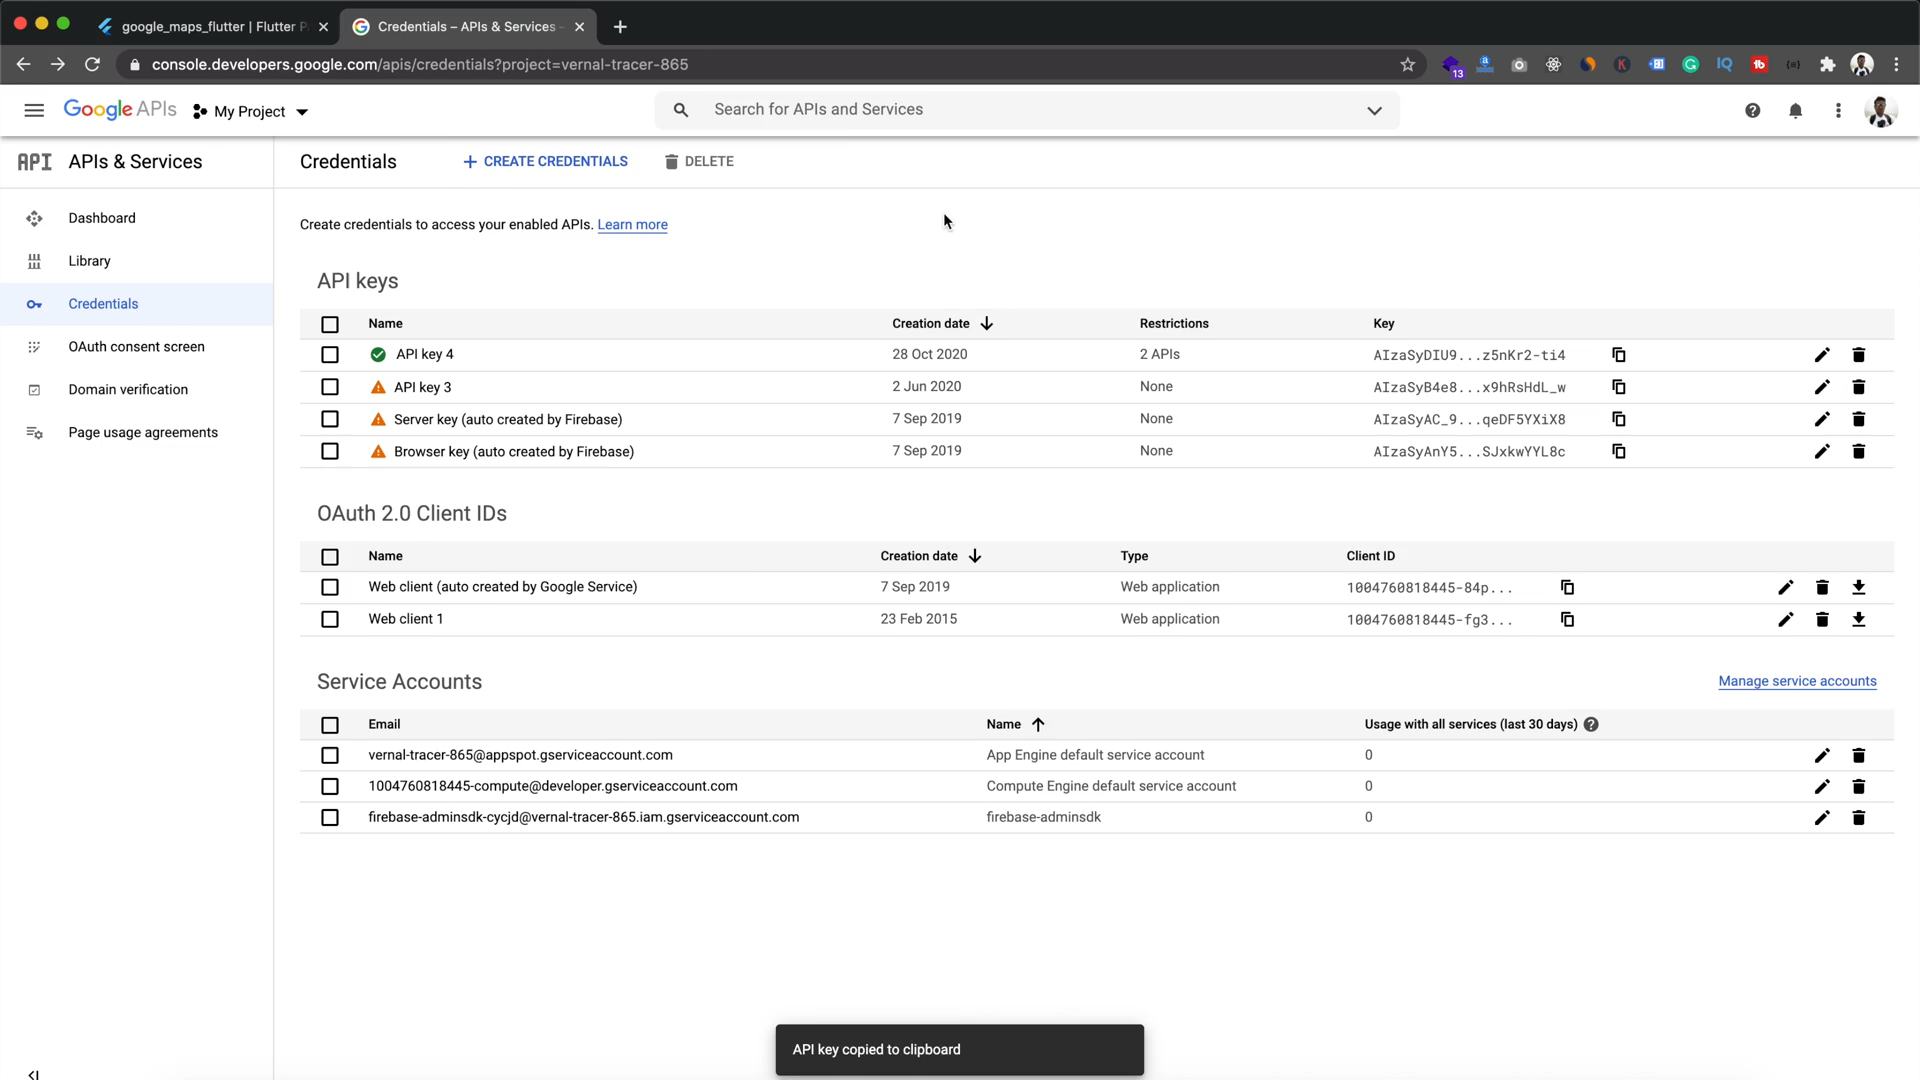 google_maps_flutter | Flutter P
Credentials – APIs & Services –
console.developers.google.com/apis/credentials?project=vernal-tracer-865
13
Google APIs
My Project
Search for APIs and Services
API APIs & Services
Credentials
CREATE CREDENTIALS
DELETE
Dashboard
Library
Credentials
OAuth consent screen
Domain verification
Page usage agreements
Create credentials to access your enabled APIs. Learn more
API keys
Name Creation date Restrictions Key
API key 4 28 Oct 2020 2 APIs AIzaSyDIU9...z5nKr2-ti4
API key 3 2 Jun 2020 None AIzaSyB4e8...x9hRsHdL_w
Server key (auto created by Firebase) 7 Sep 2019 None AIzaSyAC_9...qeDF5YXiX8
Browser key (auto created by Firebase) 7 Sep 2019 None AIzaSyAnY5...SJxkwYYL8c
OAuth 2.0 Client IDs
Name Creation date Type Client ID
Web client (auto created by Google Service) 7 Sep 2019 Web application 1004760818445-84p...
Web client 1 23 Feb 2015 Web application 1004760818445-fg3...
Service Accounts
Manage service accounts
Email Name Usage with all services (last 30 days)
vernal-tracer-865@appspot.gserviceaccount.com App Engine default service account 0
1004760818445-compute@developer.gserviceaccount.com Compute Engine default service account 0
firebase-adminsdk-cycjd@vernal-tracer-865.iam.gserviceaccount.com firebase-adminsdk 0
API key copied to clipboard